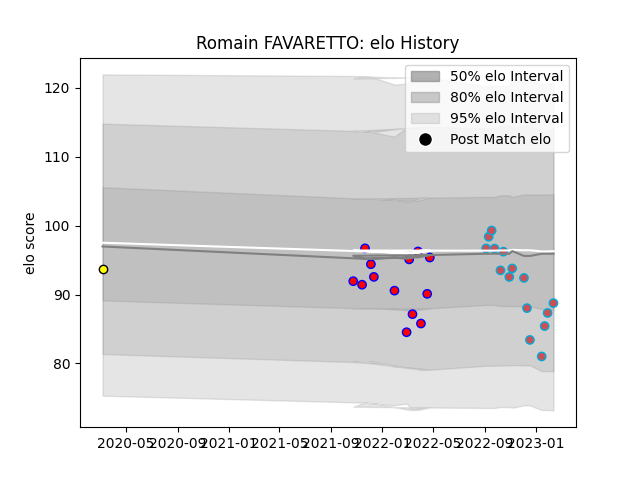 Romain FAVARETTO: elo History
50% elo Interval
80% elo Interval
95% elo Interval
Post Match elo
elo score
120
110
100
90
80
2020-05 2020-09 2021-01 2021-05 2021-09 2022-01 2022-05 2022-09 2023-01